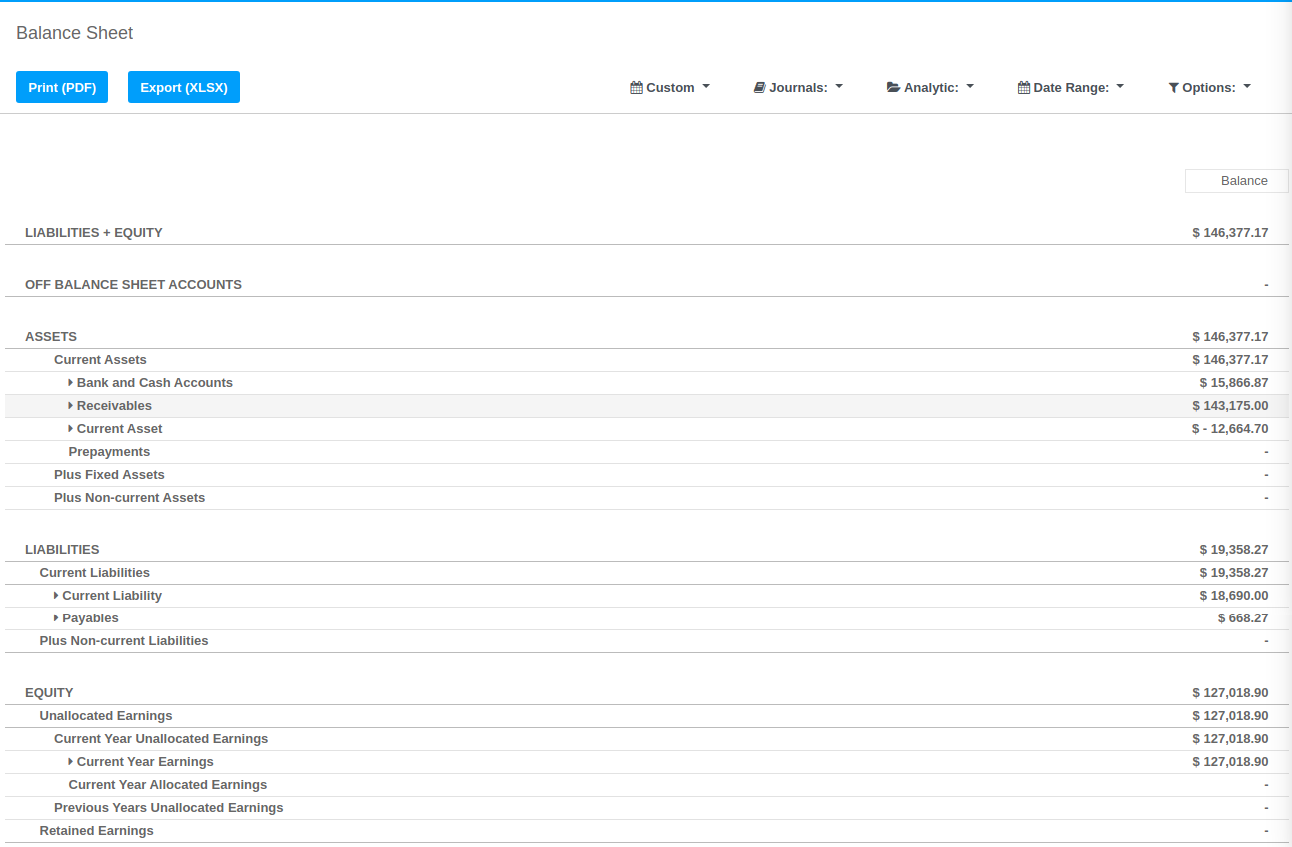 Balance Sheet
Print (PDF) Export (XLSX) Custom Journals: Analytic: Date Range: Options:
Balance
LIABILITIES + EQUITY $ 146,377.17
OFF BALANCE SHEET ACCOUNTS -
ASSETS $ 146,377.17
Current Assets $ 146,377.17
Bank and Cash Accounts $ 15,866.87
Receivables $ 143,175.00
Current Asset $ - 12,664.70
Prepayments -
Plus Fixed Assets -
Plus Non-current Assets -
LIABILITIES $ 19,358.27
Current Liabilities $ 19,358.27
Current Liability $ 18,690.00
Payables $ 668.27
Plus Non-current Liabilities -
EQUITY $ 127,018.90
Unallocated Earnings $ 127,018.90
Current Year Unallocated Earnings $ 127,018.90
Current Year Earnings $ 127,018.90
Current Year Allocated Earnings -
Previous Years Unallocated Earnings -
Retained Earnings -